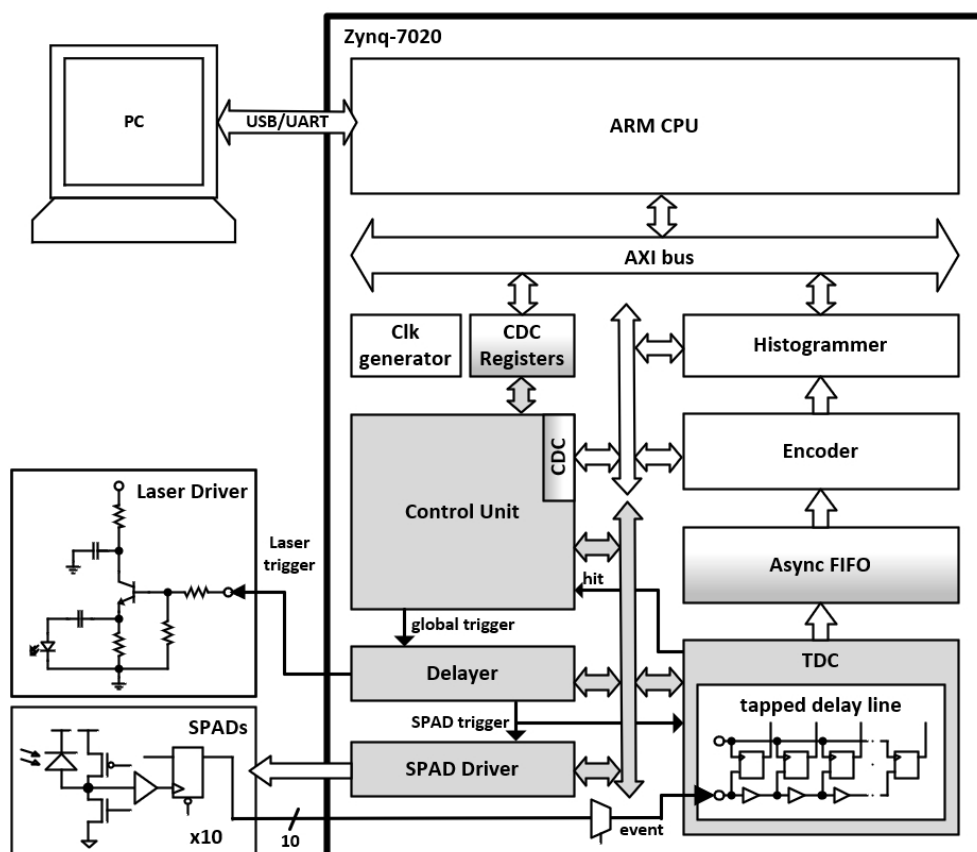 Zynq-7020
PC
USB/UART
ARM CPU
AXI bus
Clk
generator
CDC
Registers
Histogrammer
CDC
Encoder
Control Unit
Laser Driver
Laser
trigger
hit
Async FIFO
global trigger
TDC
Delayer
tapped delay line
SPAD trigger
SPADs
SPAD Driver
x10
10
event